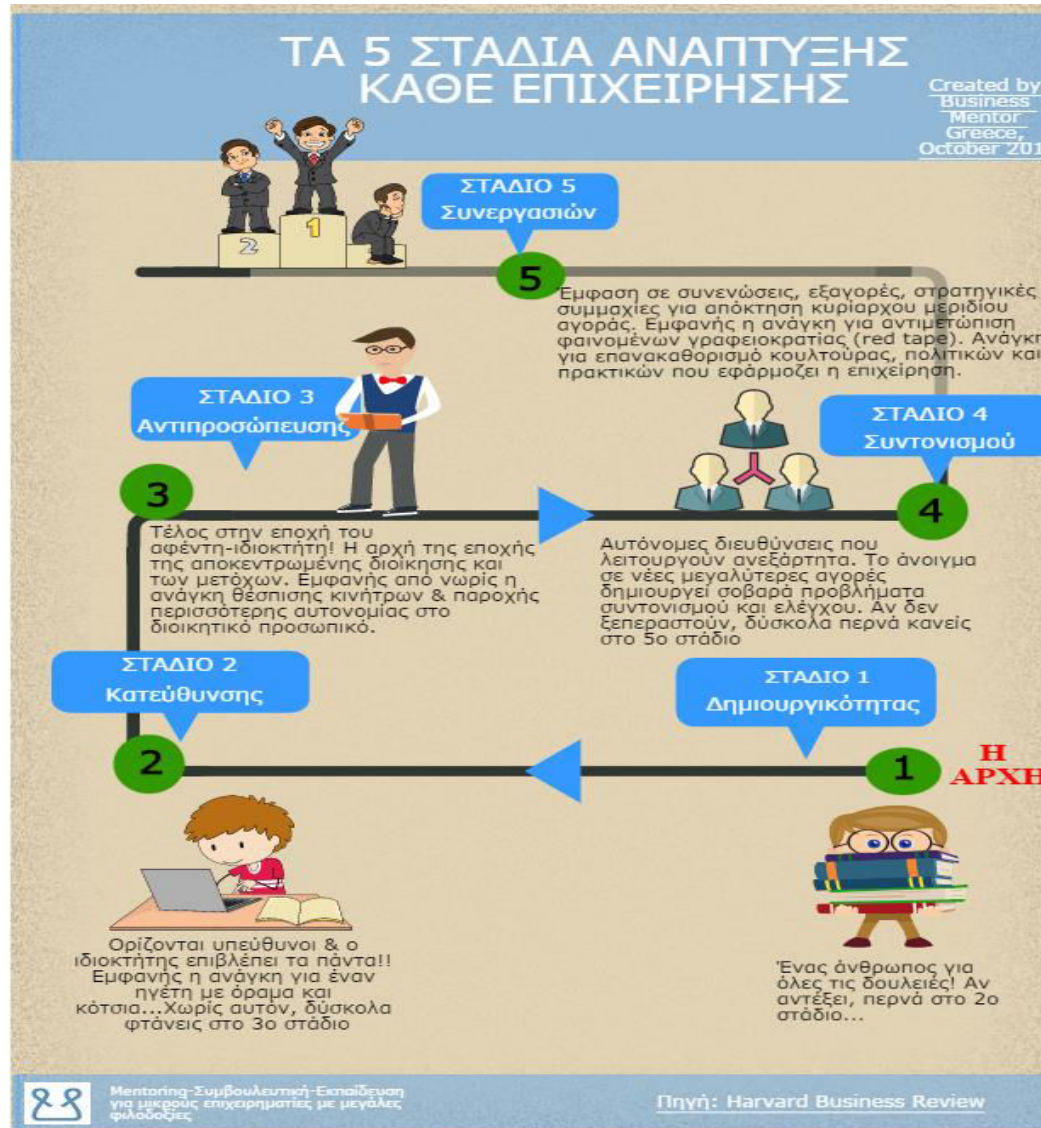 ΤΑ 5 ΣΤΑΔΙΑ ΑΝΑΠΤΥΞΗΣ
ΚΑΘΕ ΕΠΙΧΕΙΡΗΣΗΣ
Created by
Business
Mentor
Greece,
October 201
2
1
ΣΤΑΔΙΟ 5
Συνεργασιών
5
Έμφαση σε συνενώσεις, εξαγορές, στρατηγικές
συμμαχίες για απόκτηση κυρίαρχου μεριδίου
αγοράς. Εμφανής η ανάγκη για αντιμετώπιση
φαινομένων γραφειοκρατίας (red tape). Ανάγκη
για επανακαθορισμό κουλτούρας, πολιτικών και
πρακτικών που εφάρμοζει η επιχείρηση.
ΣΤΑΔΙΟ 3
Αντιπροσώπευσης
3
Τέλος στην εποχή του
αφέντη-ιδιοκτήτη! Η αρχή της εποχής
της αποκεντρωμένης διοίκησης και
των μετόχων. Εμφανής από νωρίς η
ανάγκη θέσπισης κινήτρων & παροχής
περισσότερης αυτονομίας στο
διοικητικό προσωπικό.
ΣΤΑΔΙΟ 4
Συντονισμού
4
Αυτόνομες διευθύνσεις που
λειτουργούν ανεξάρτητα. Το άνοιγμα
σε νέες μεγαλύτερες αγορές
δημιουργεί σοβαρά προβλήματα
συντονισμού και ελέγχου. Αν δεν
ξεπεραστούν, δύσκολα περνά κανείς
στο 5ο στάδιο
ΣΤΑΔΙΟ 2
Κατεύθυνσης
2
Ορίζονται υπεύθυνοι & ο
ιδιοκτήτης επιβλέπει τα πάντα!!
Εμφανής η ανάγκη για έναν
ηγέτη με όραμα και
κότσια...Χωρίς αυτόν, δύσκολα
φτάνεις στο 3ο στάδιο
ΣΤΑΔΙΟ 1
Δημιουργικότητας
1
Η
ΑΡΧΗ
Ένας άνθρωπος για
όλες τις δουλειές! Αν
αντέξει, περνά στο 2ο
στάδιο...
Mentoring-Συμβουλευτική-Εκπαίδευση
για μικρούς επιχειρηματίες με μεγάλες
φιλοδοξίες
Πηγή: Harvard Business Review